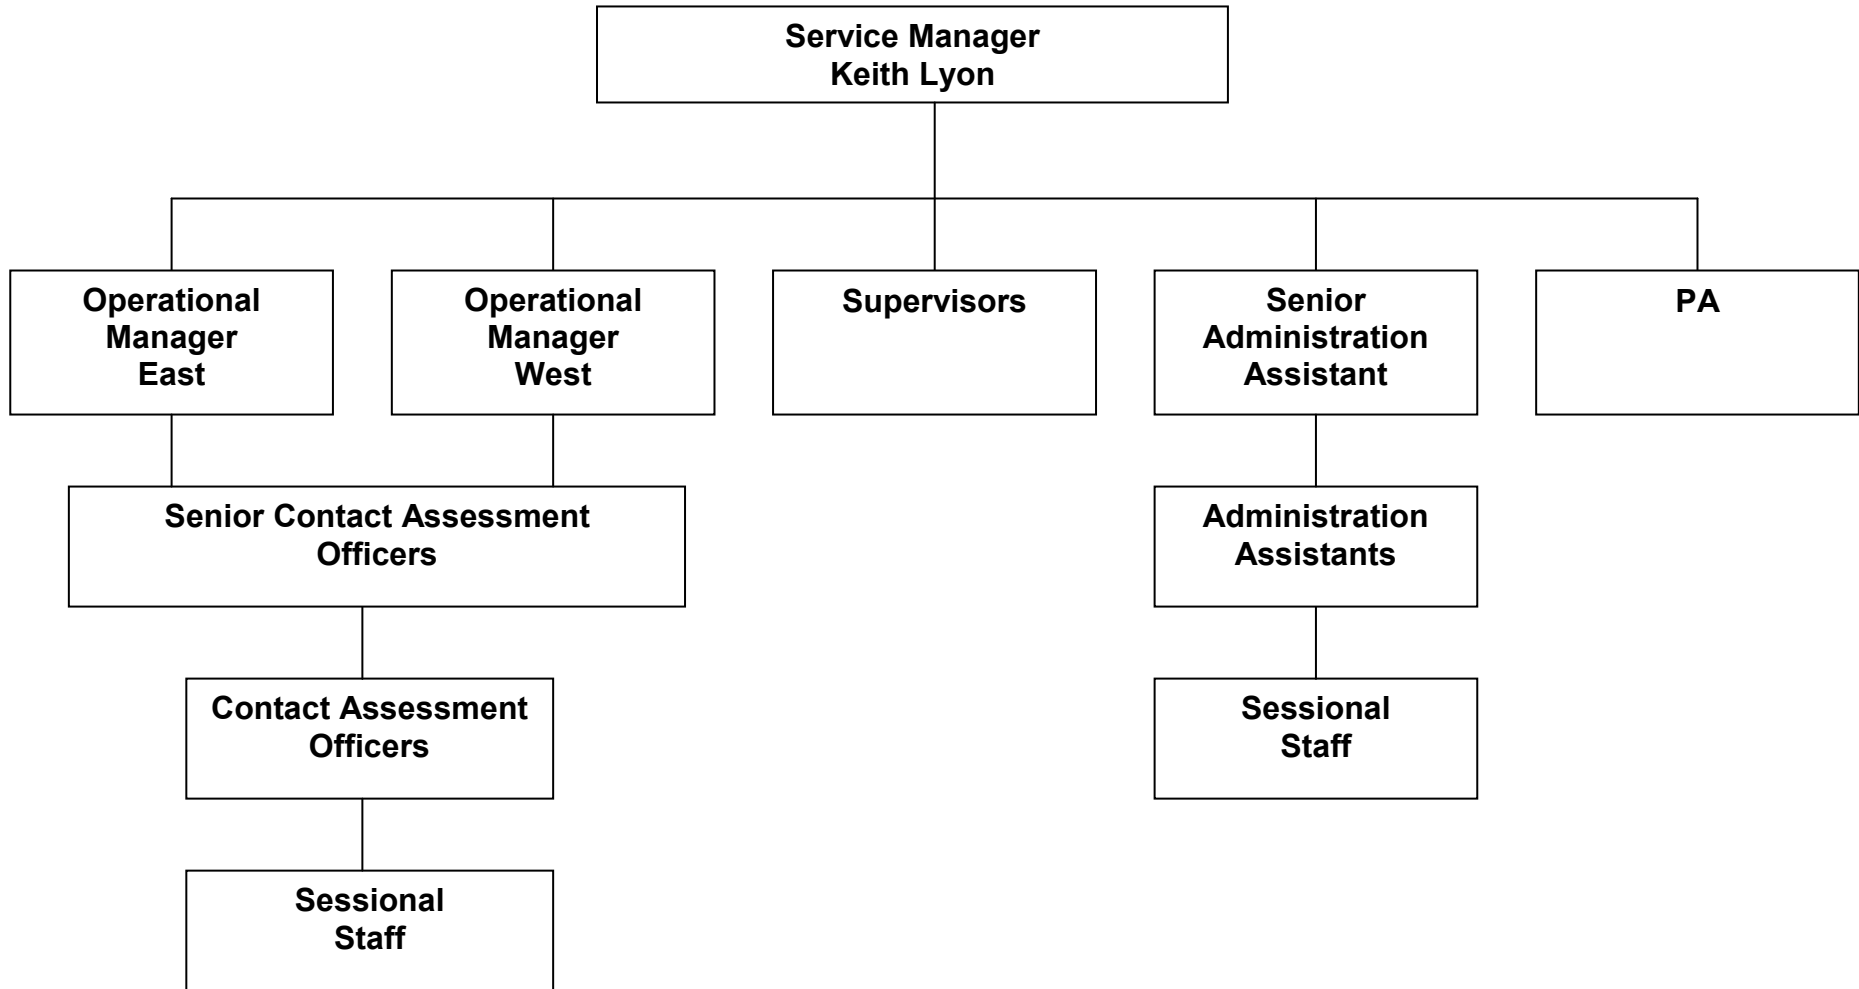 Service Manager
Keith Lyon
Operational
Manager
East
Operational
Manager
West
Supervisors
Senior
Administration
Assistant
PA
Senior Contact Assessment
Officers
Administration
Assistants
Contact Assessment
Officers
Sessional
Staff
Sessional
Staff